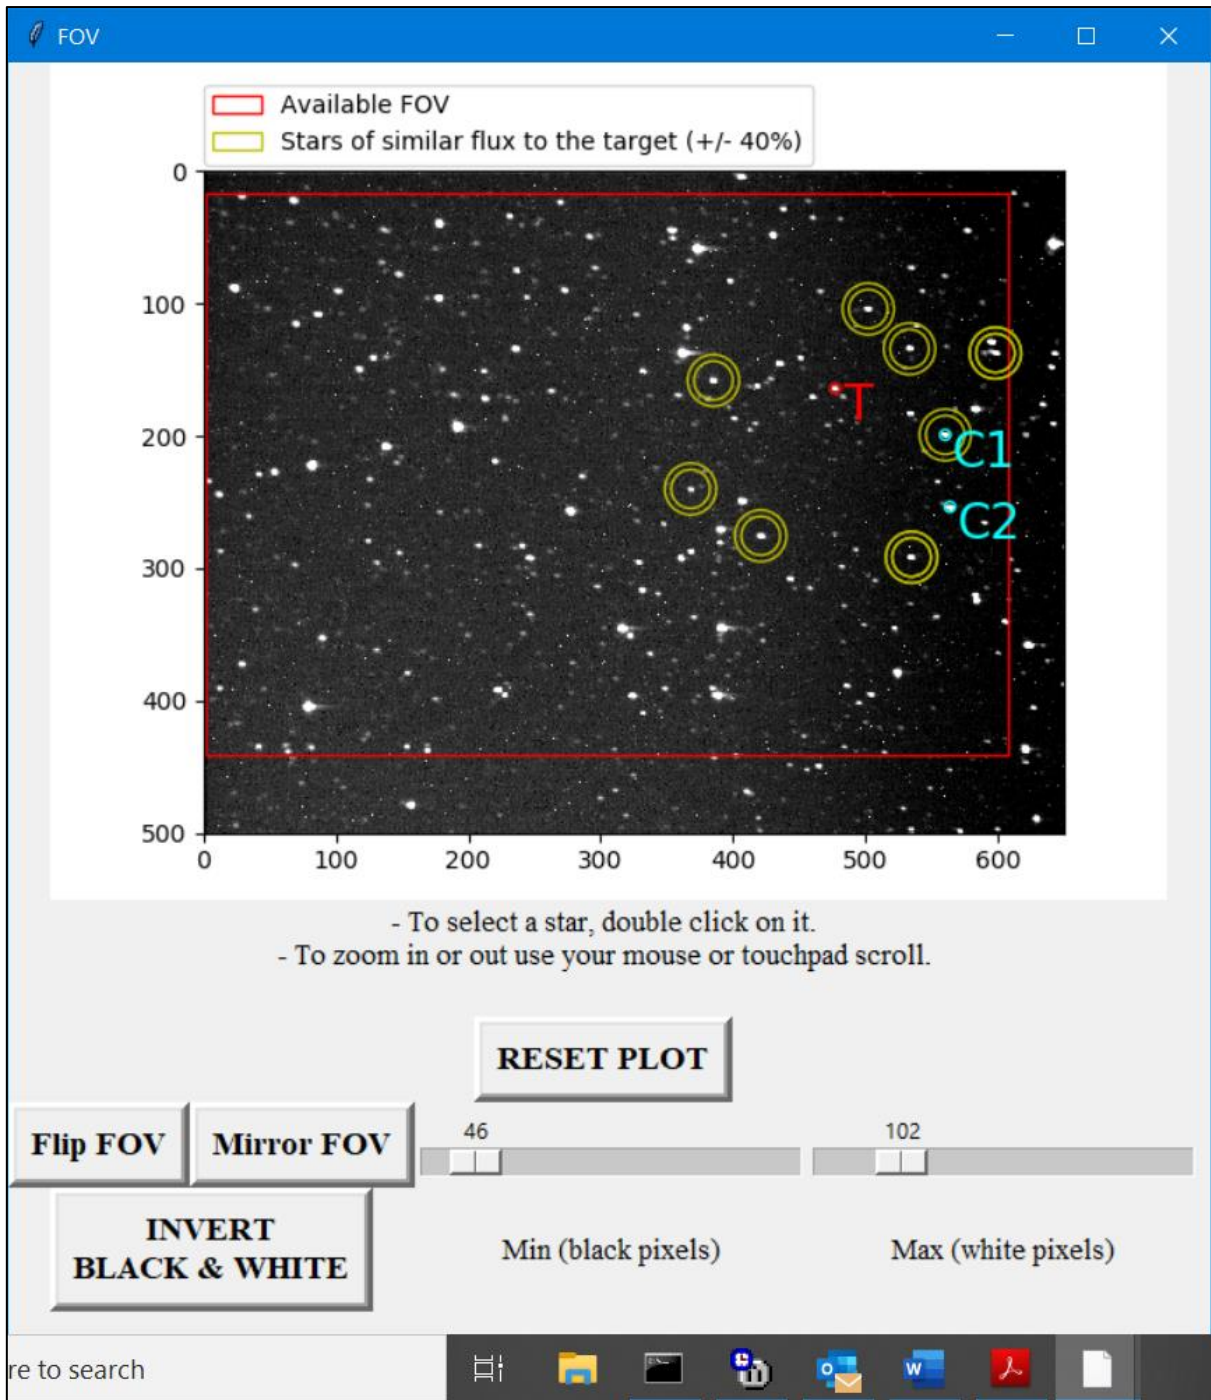 FOV
Available FOV
Stars of similar flux to the target (+/- 40%)
0
100
200
300
400
500
0 100 200 300 400 500 600
T
C1
C2
- To select a star, double click on it.
- To zoom in or out use your mouse or touchpad scroll.
RESET PLOT
Flip FOV
Mirror FOV
46
102
INVERT
BLACK & WHITE
Min (black pixels)
Max (white pixels)
re to search